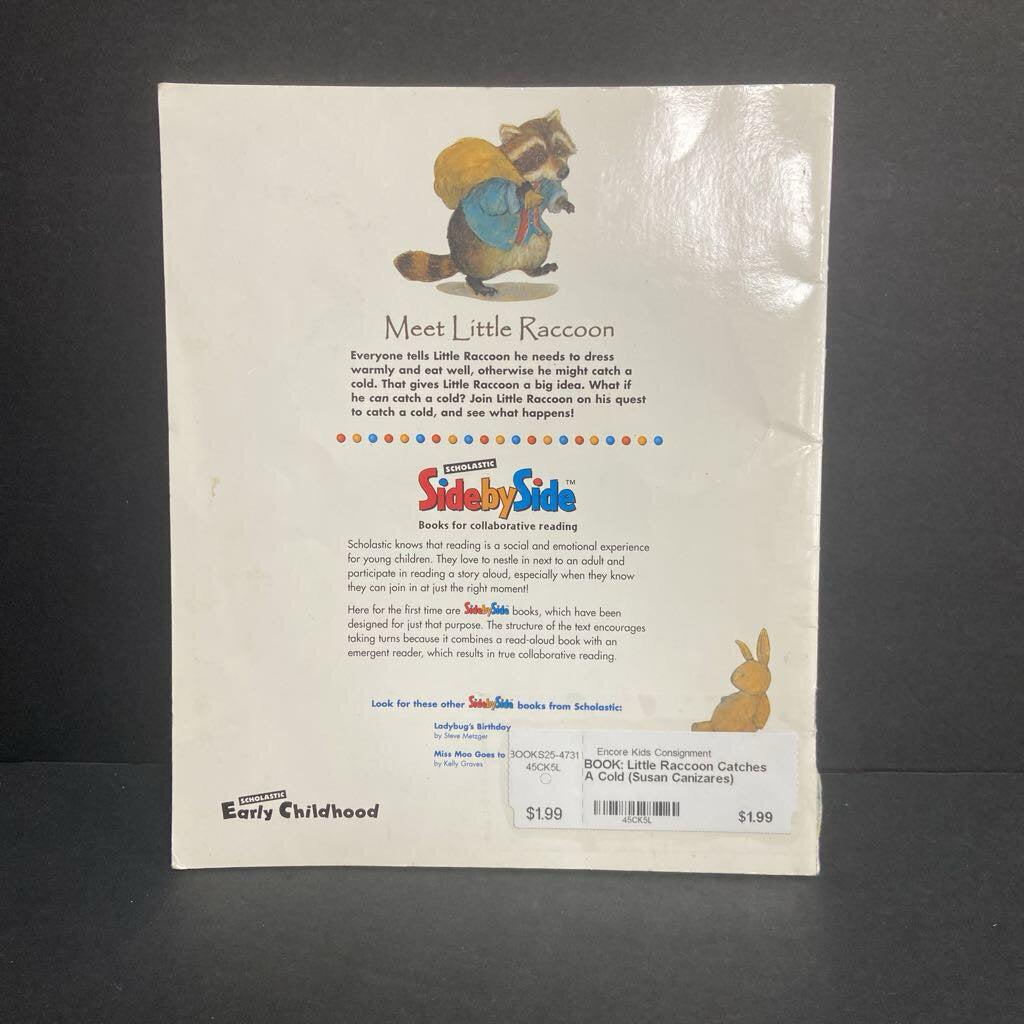 Meet Little Raccoon
Everyone tells Little Raccoon he needs to dress
warmly and eat well, otherwise he might catch a
cold. That gives Little Raccoon a big idea. What if
he can catch a cold? Join Little Raccoon on his quest
to catch a cold, and see what happens!
SCHOLASTIC
SidebySide™
Books for collaborative reading
Scholastic knows that reading is a social and emotional experience
for young children. They love to nestle in next to an adult and
participate in reading a story aloud, especially when they know
they can join in at just the right moment!
Here for the first time are SidebySide books, which have been
designed for just that purpose. The structure of the text encourages
taking turns because it combines a read-aloud book with an
emergent reader, which results in true collaborative reading.
Look for these other SidebySide books from Scholastic:
Ladybug's Birthday
by Steve Metzger
Miss Moo Goes to
by Kelly Graves
SCHOLASTIC
Early Childhood
BOOKS25-4731
45CK5L
$1.99
Encore Kids Consignment
BOOK: Little Raccoon Catches
A Cold (Susan Canizares)
45CK5L
$1.99